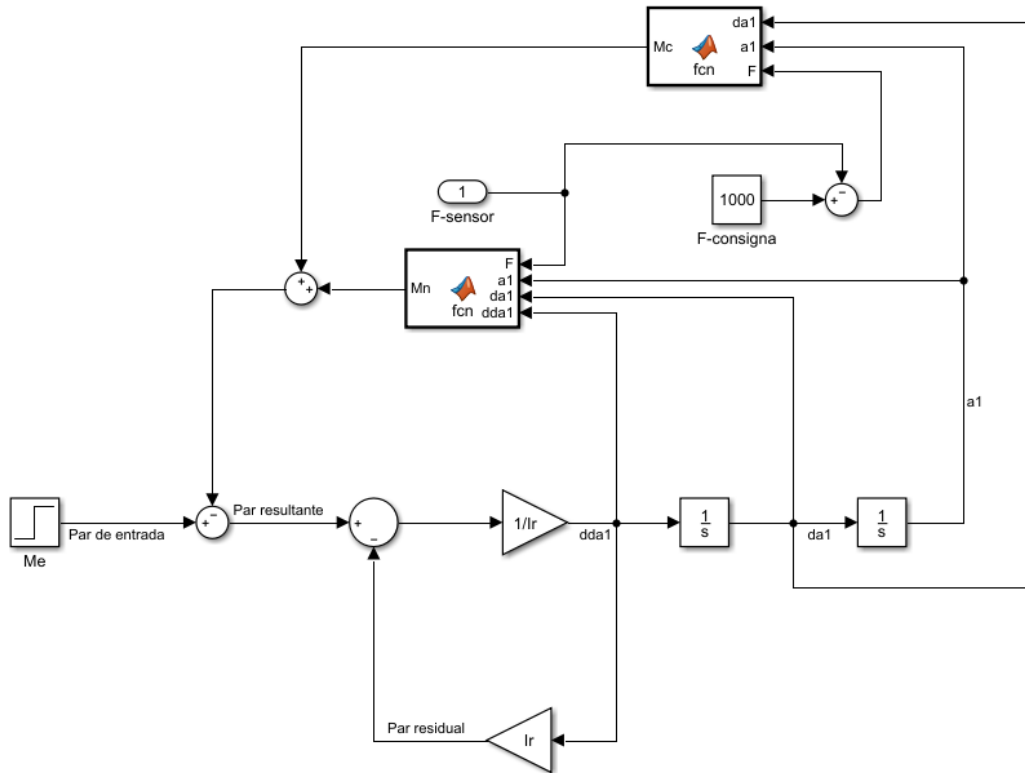 da1
Mc
a1
fcn
F
1
F-sensor
1000
F-consigna
F
a1
Mn
da1
fcn
dda1
a1
Me
Par de entrada
Par resultante
1/Ir
dda1
1
s
da1
1
s
Par residual
Ir